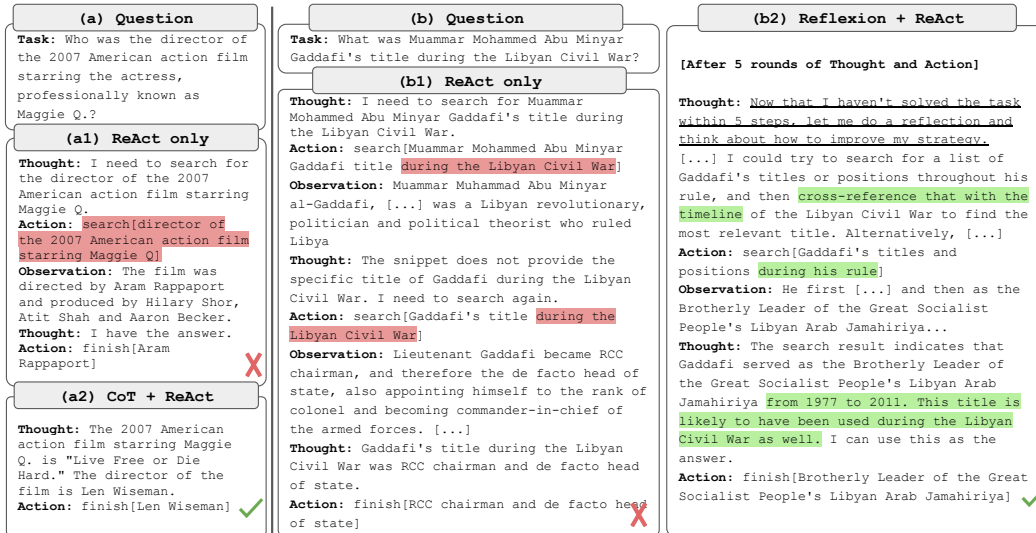 (a) Question
Task: Who was the director of
the 2007 American action film
starring the actress,
professionally known as
Maggie Q.?
(a1) ReAct only
Thought: I need to search for
the director of the 2007
American action film starring
Maggie Q.
Action: search[director of
the 2007 American action film
starring Maggie Q]
Observation: The film was
directed by Aram Rappaport
and produced by Hilary Shor,
Atit Shah and Aaron Becker.
Thought: I have the answer.
Action: finish[Aram
Rappaport]
(a2) CoT + ReAct
Thought: The 2007 American
action film starring Maggie
Q. is "Live Free or Die
Hard." The director of the
film is Len Wiseman.
Action: finish[Len Wiseman]
(b) Question
Task: What was Muammar Mohammed Abu Minyar
Gaddafi's title during the Libyan Civil War?
(b1) ReAct only
Thought: I need to search for Muammar
Mohammed Abu Minyar Gaddafi's title during
the Libyan Civil War.
Action: search[Muammar Mohammed Abu Minyar
Gaddafi title during the Libyan Civil War]
Observation: Muammar Muhammad Abu Minyar
al-Gaddafi, [...] was a Libyan revolutionary,
politician and political theorist who ruled
Libya
Thought: The snippet does not provide the
specific title of Gaddafi during the Libyan
Civil War. I need to search again.
Action: search[Gaddafi's title during the
Libyan Civil War]
Observation: Lieutenant Gaddafi became RCC
chairman, and therefore the de facto head of
state, also appointing himself to the rank of
colonel and becoming commander-in-chief of
the armed forces. [...]
Thought: Gaddafi's title during the Libyan
Civil War was RCC chairman and de facto head
of state.
Action: finish[RCC chairman and de facto head
of state]
(b2) Reflexion + ReAct
[After 5 rounds of Thought and Action]
Thought: Now that I haven't solved the task
within 5 steps, let me do a reflection and
think about how to improve my strategy.
[...] I could try to search for a list of
Gaddafi's titles or positions throughout his
rule, and then cross-reference that with the
timeline of the Libyan Civil War to find the
most relevant title. Alternatively, [...]
Action: search[Gaddafi's titles and
positions during his rule]
Observation: He first [...] and then as the
Brotherly Leader of the Great Socialist
People's Libyan Arab Jamahiriya...
Thought: The search result indicates that
Gaddafi served as the Brotherly Leader of
the Great Socialist People's Libyan Arab
Jamahiriya from 1977 to 2011. This title is
likely to have been used during the Libyan
Civil War as well. I can use this as the
answer.
Action: finish[Brotherly Leader of the Great
Socialist People's Libyan Arab Jamahiriya]